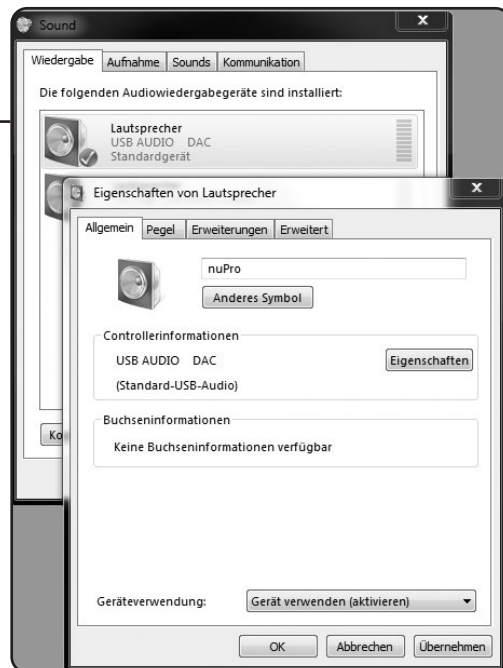 Sound
Wiedergabe Aufnahme Sounds Kommunikation
Die folgenden Audiowiedergabegeräte sind installiert:
Lautsprecher
USB AUDIO DAC
Standardgerät
Eigenschaften von Lautsprecher
Allgemein Pegel Erweiterungen Erweitert
nuPro
Anderes Symbol
Controllerinformationen
USB AUDIO DAC
Eigenschaften
(Standard-USB-Audio)
Buchseninformationen
Ko
Keine Buchseninformationen verfügbar
Geräteverwendung: Gerät verwenden (aktivieren)
OK Abbrechen Übernehmen